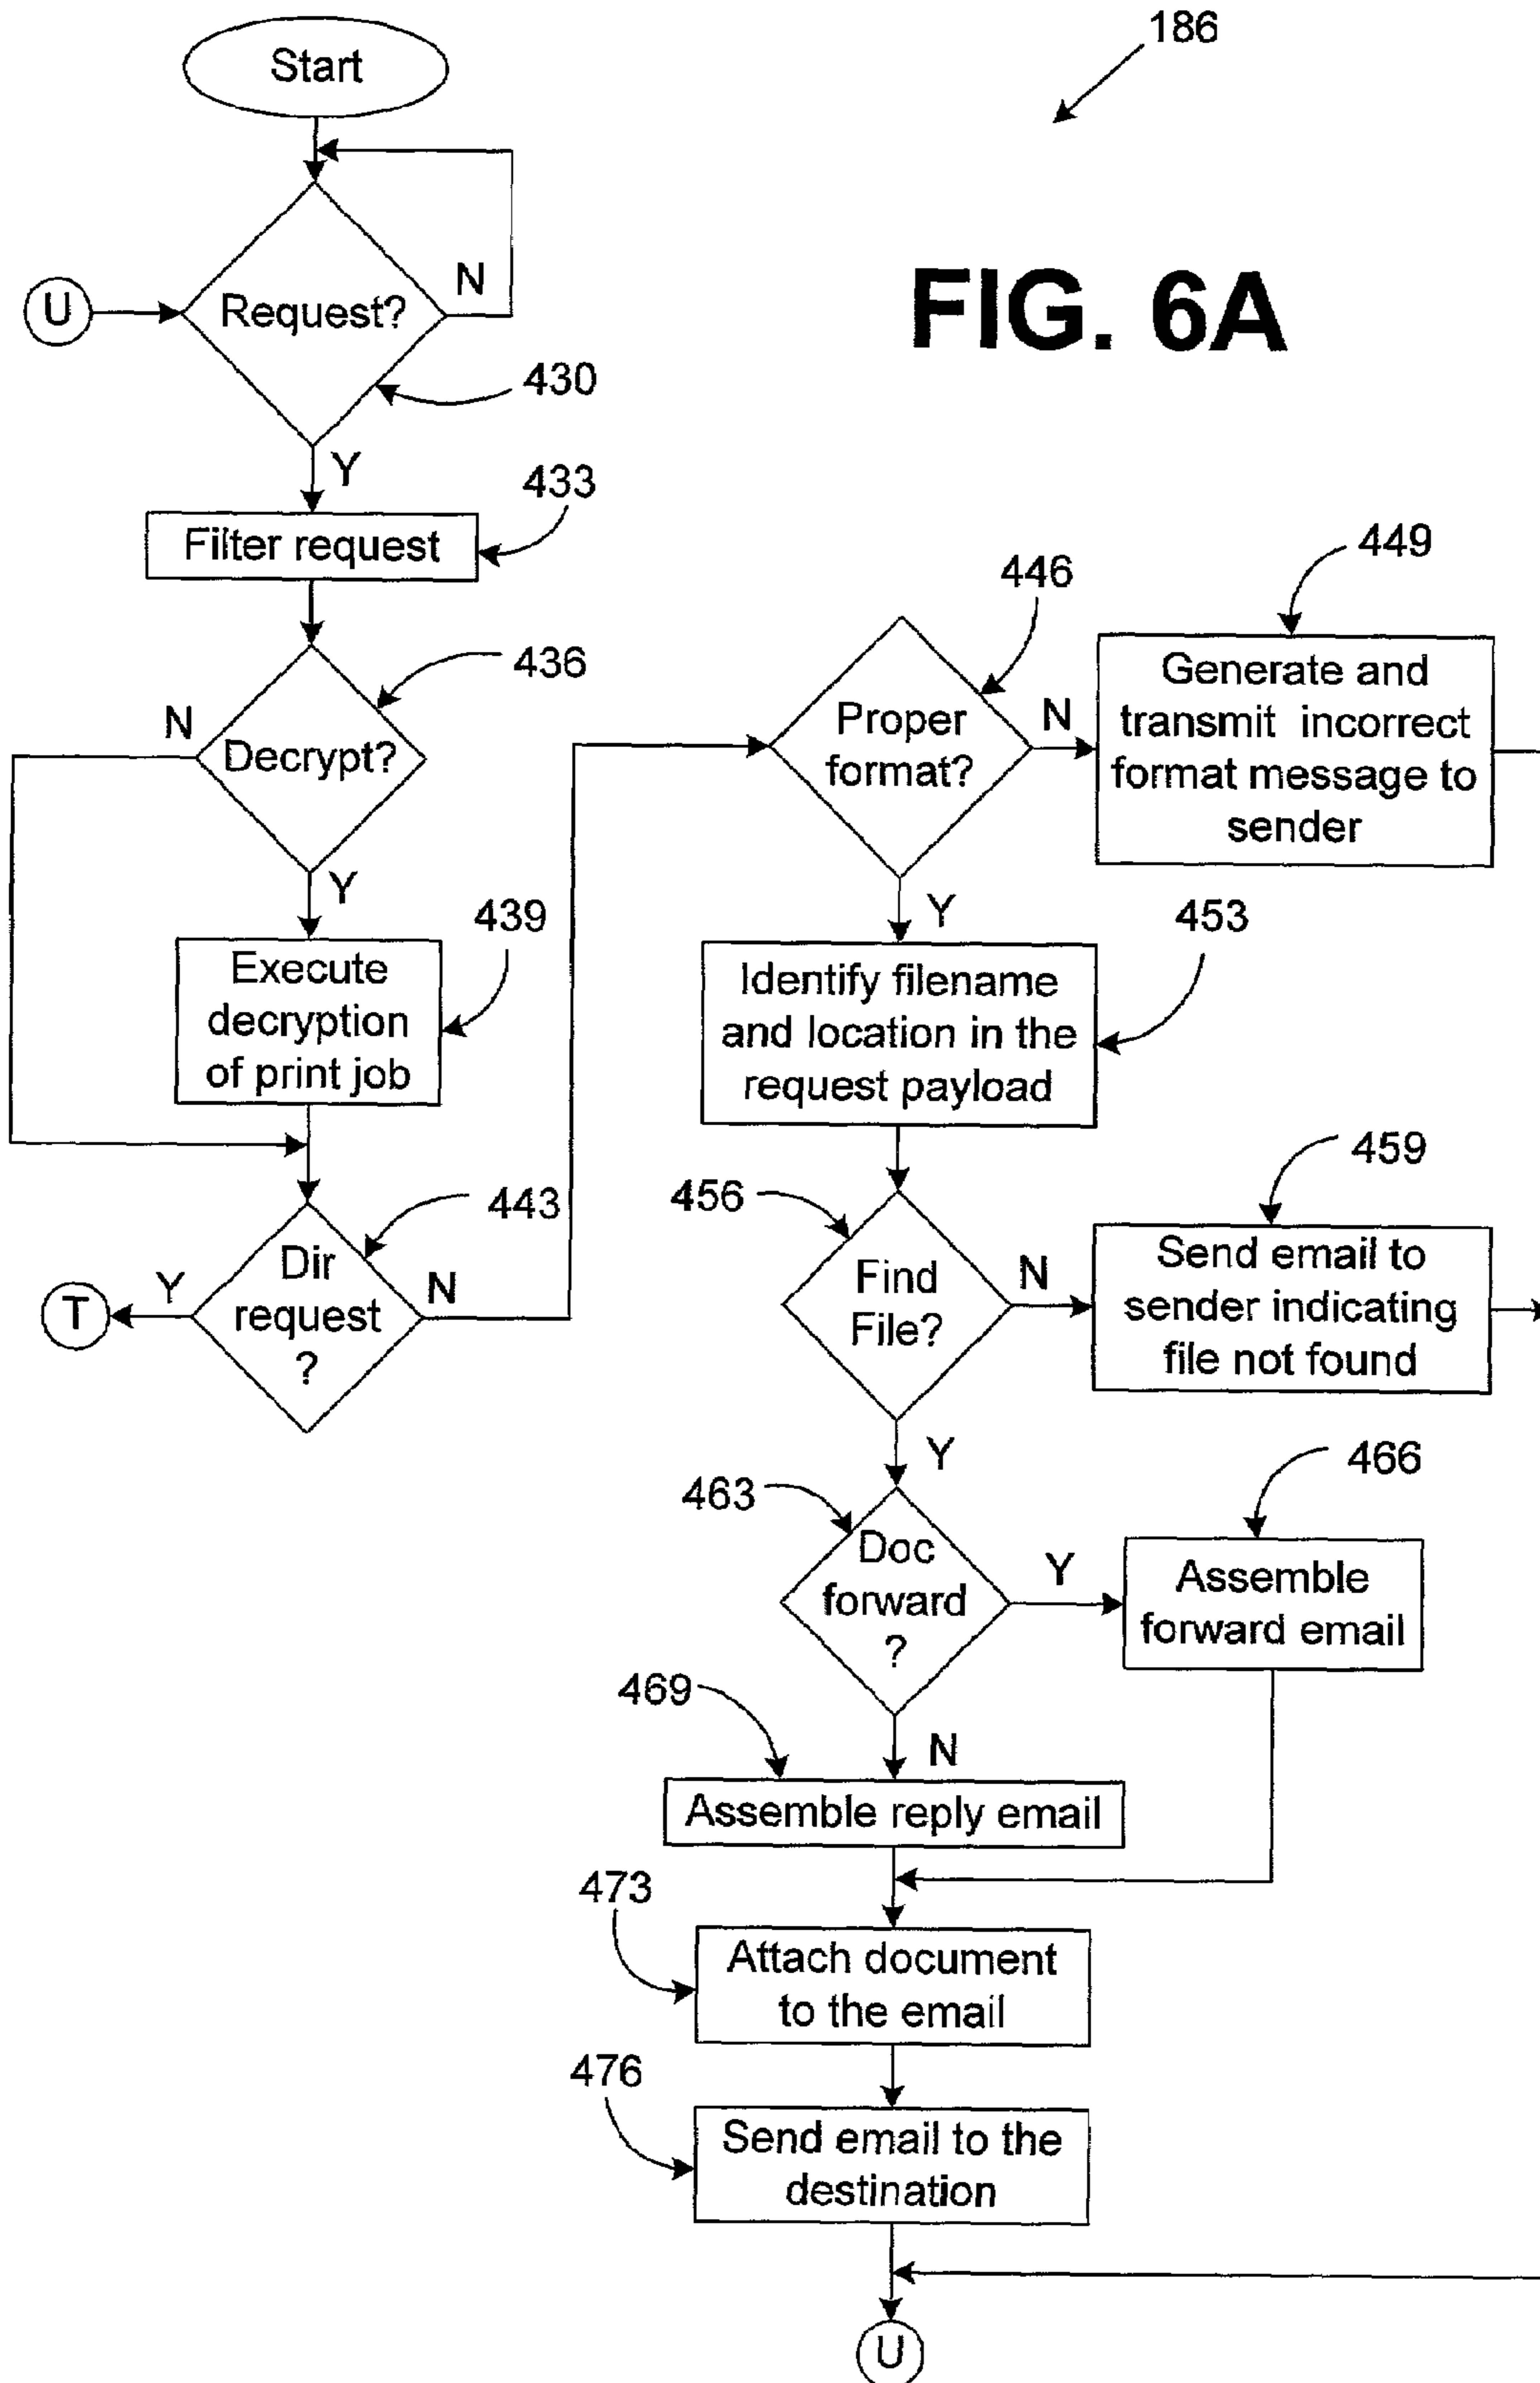 186
FIG. 6A
Start
U
Request?
N
430
Y
433
Filter request
436
N
Decrypt?
Y
439
Execute
decryption
of print job
443
Dir
request
?
Y
T
N
446
Proper
format?
N
449
Generate and
transmit incorrect
format message to
sender
Y
453
Identify filename
and location in the
request payload
456
Find
File?
N
459
Send email to
sender indicating
file not found
Y
463
Doc
forward
?
Y
466
Assemble
forward email
N
469
Assemble reply email
473
Attach document
to the email
476
Send email to the
destination
U